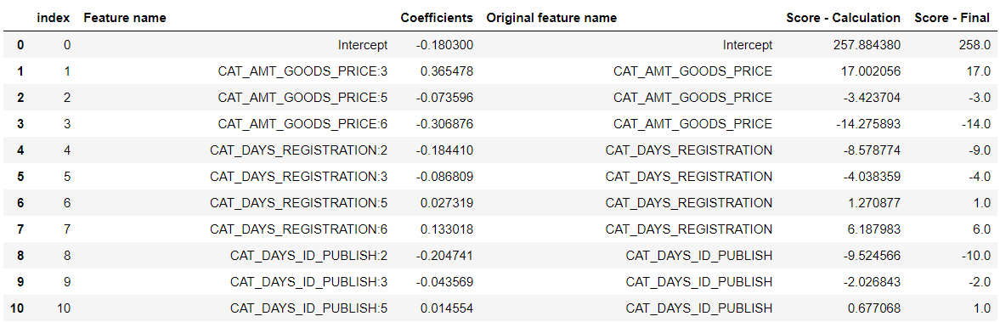 index Feature name Coefficients Original feature name Score - Calculation Score - Final
0 0 Intercept -0.180300 Intercept 257.884380 258.0
1 1 CAT_AMT_GOODS_PRICE:3 0.365478 CAT_AMT_GOODS_PRICE 17.002056 17.0
2 2 CAT_AMT_GOODS_PRICE:5 -0.073596 CAT_AMT_GOODS_PRICE -3.423704 -3.0
3 3 CAT_AMT_GOODS_PRICE:6 -0.306876 CAT_AMT_GOODS_PRICE -14.275893 -14.0
4 4 CAT_DAYS_REGISTRATION:2 -0.184410 CAT_DAYS_REGISTRATION -8.578774 -9.0
5 5 CAT_DAYS_REGISTRATION:3 -0.086809 CAT_DAYS_REGISTRATION -4.038359 -4.0
6 6 CAT_DAYS_REGISTRATION:5 0.027319 CAT_DAYS_REGISTRATION 1.270877 1.0
7 7 CAT_DAYS_REGISTRATION:6 0.133018 CAT_DAYS_REGISTRATION 6.187983 6.0
8 8 CAT_DAYS_ID_PUBLISH:2 -0.204741 CAT_DAYS_ID_PUBLISH -9.524566 -10.0
9 9 CAT_DAYS_ID_PUBLISH:3 -0.043569 CAT_DAYS_ID_PUBLISH -2.026843 -2.0
10 10 CAT_DAYS_ID_PUBLISH:5 0.014554 CAT_DAYS_ID_PUBLISH 0.677068 1.0